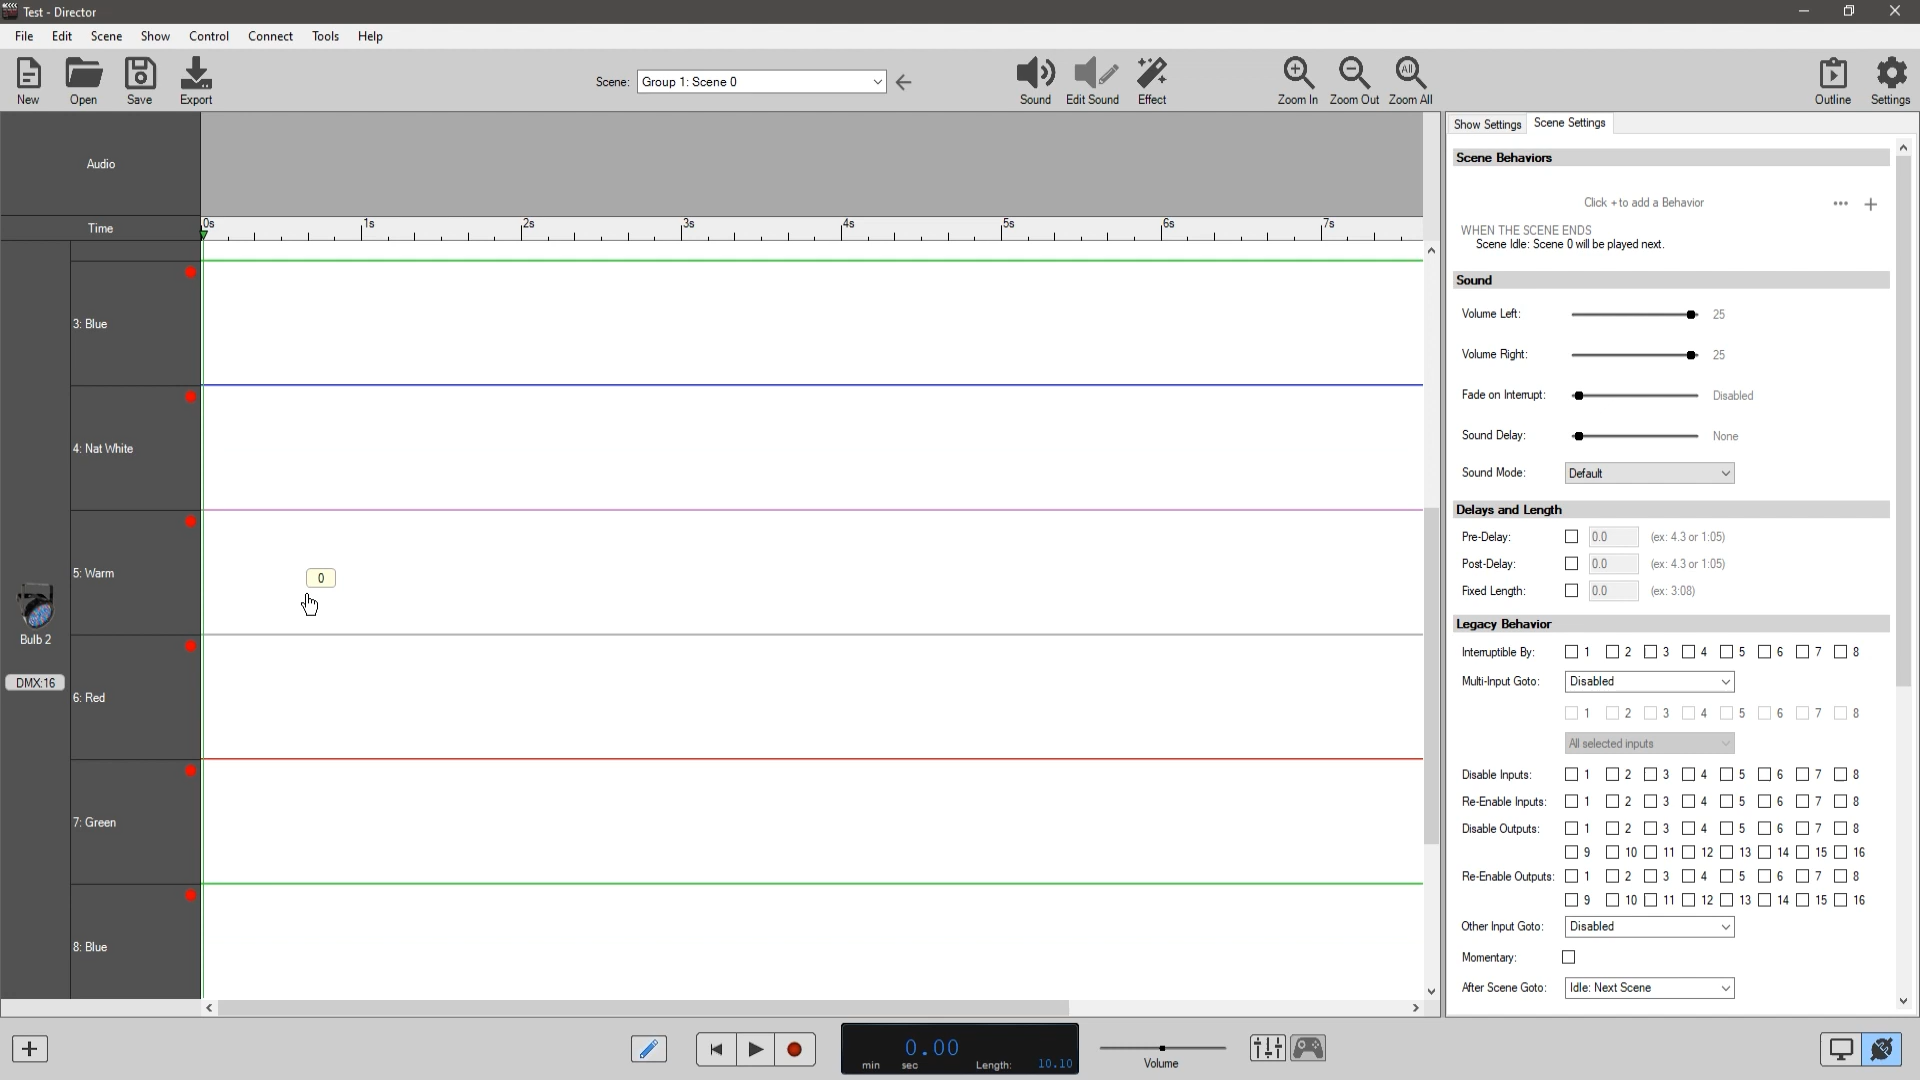 Test - Director
File Edit Scene Show Control Connect Tools Help
New Open Save Export Scene: Group 1: Scene 0 Sound Edit Sound Effect Zoom In Zoom Out All Zoom All Outline Settings
Audio
Time
0s 1s 2s 3s 4s 5s 6s 7s
3: Blue
4: Nat White
5: Warm
0
Bulb 2
DMX:16
6: Red
7: Green
8: Blue
Show Settings Scene Settings
Scene Behaviors
Click + to add a Behavior
WHEN THE SCENE ENDS
Scene Idle: Scene 0 will be played next.
Sound
Volume Left: 25
Volume Right: 25
Fade on Interrupt: Disabled
Sound Delay: None
Sound Mode: Default
Delays and Length
Pre-Delay: 0.0 (ex: 4.3 or 1:05)
Post-Delay: 0.0 (ex: 4.3 or 1:05)
Fixed Length: 0.0 (ex: 3:08)
Legacy Behavior
Interruptible By: 1 2 3 4 5 6 7 8
Multi-Input Goto: Disabled
1 2 3 4 5 6 7 8
All selected inputs
Disable Inputs: 1 2 3 4 5 6 7 8
Re-Enable Inputs: 1 2 3 4 5 6 7 8
Disable Outputs: 1 2 3 4 5 6 7 8
9 10 11 12 13 14 15 16
Re-Enable Outputs: 1 2 3 4 5 6 7 8
9 10 11 12 13 14 15 16
Other Input Goto: Disabled
Momentary:
After Scene Goto: Idle: Next Scene
0.00
min sec Length: 10.10
Volume